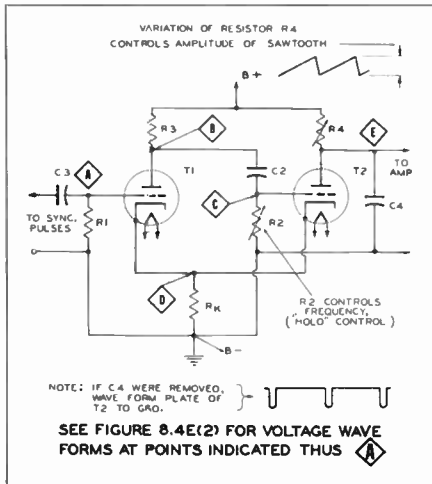 VARIATION OF RESISTOR R4
CONTROLS AMPLITUDE OF SAWTOOTH
B+
R3
B
R4
E
A
C3
T1
C2
T2
TO
AMP
TO SYNC.
PULSES
R1
C
R2
C4
D
RK
R2 CONTROLS
FREQUENCY,
("HOLD" CONTROL)
B-
NOTE: IF C4 WERE REMOVED,
WAVE FORM PLATE OF
T2 TO GRD.
SEE FIGURE 8.4E(2) FOR VOLTAGE WAVE
FORMS AT POINTS INDICATED THUS A